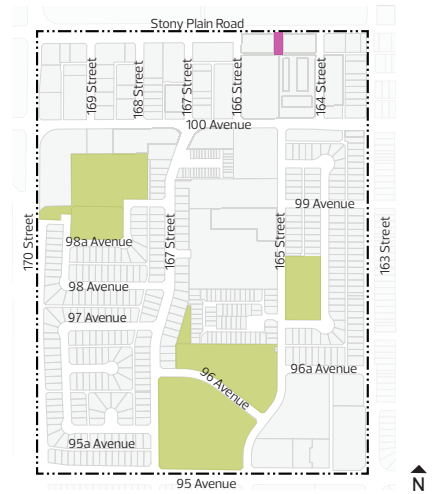 Stony Plain Road
169 Street
168 Street
167 Street
166 Street
164 Street
100 Avenue
99 Avenue
170 Street
98a Avenue
167 Street
165 Street
163 Street
98 Avenue
97 Avenue
96 Avenue
96a Avenue
95a Avenue
95 Avenue
N